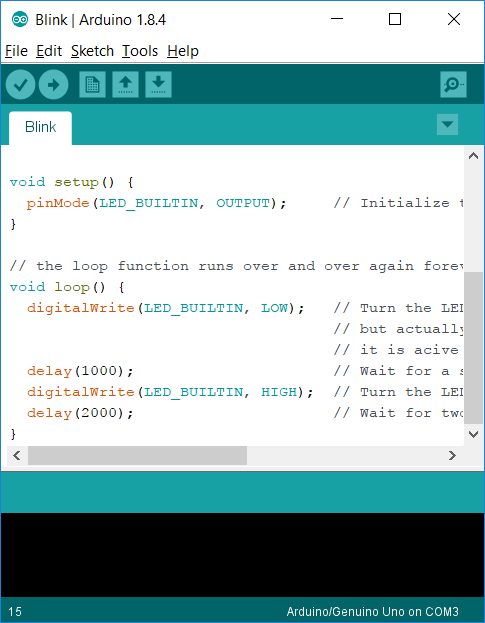 Blink | Arduino 1.8.4
File Edit Sketch Tools Help
Blink
void setup() {
  pinMode(LED_BUILTIN, OUTPUT);     // Initialize
}
// the loop function runs over and over again
void loop() {
  digitalWrite(LED_BUILTIN, LOW);   // Turn the LED
                                    // but actually
                                    // it is acive
  delay(1000);                      // Wait for a
  digitalWrite(LED_BUILTIN, HIGH);  // Turn the LED
  delay(2000);                      // Wait for two
}
15 Arduino/Genuino Uno on COM3